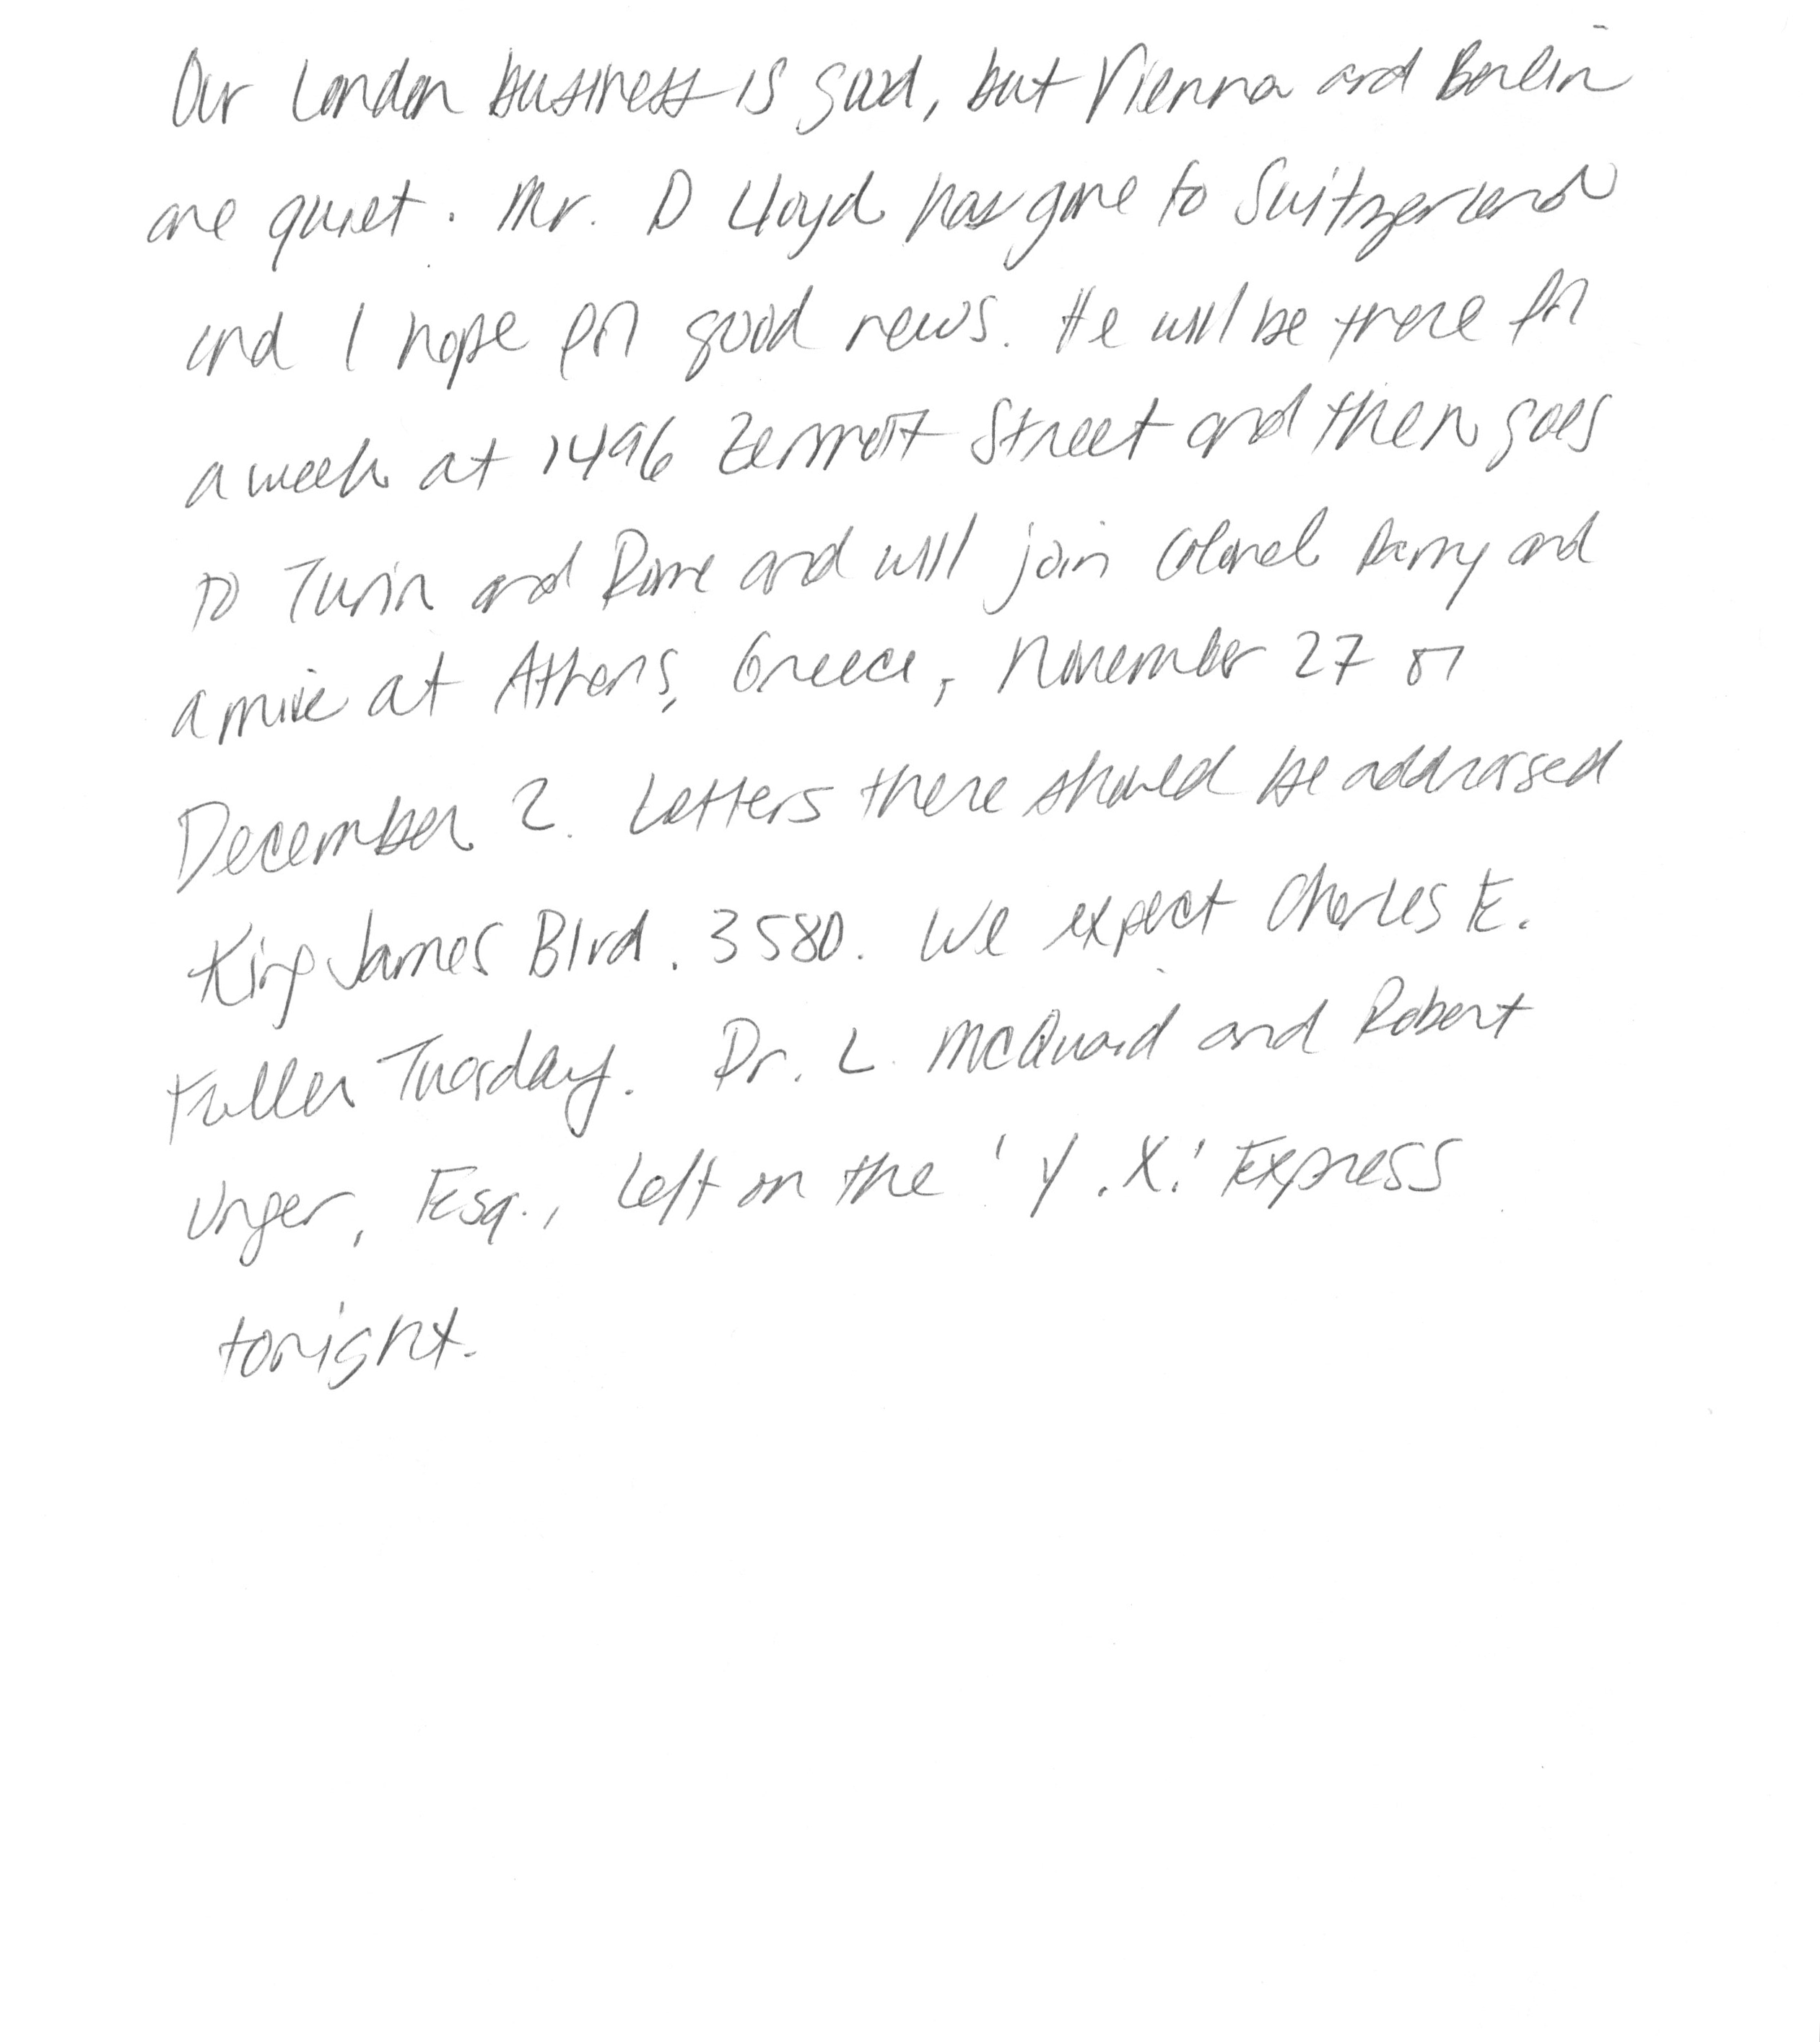 Our London business is good, but Vienna and Berlin
are quiet. Mr. D Lloyd has gone to Switzerland
and I hope for good news. He will be there for
a week at 1496 Zermott Street and then goes
to Turin and Rome and will join Colonel Parry and
arrive at Athens, Greece, November 27 or
December 2. Letters there should be addressed
King James Blvd. 3580. We expect Charles E.
Fuller Tuesday. Dr. L. McQuaid and Robert
Unger, Esq., left on the 'Y.X.' Express
tonight.